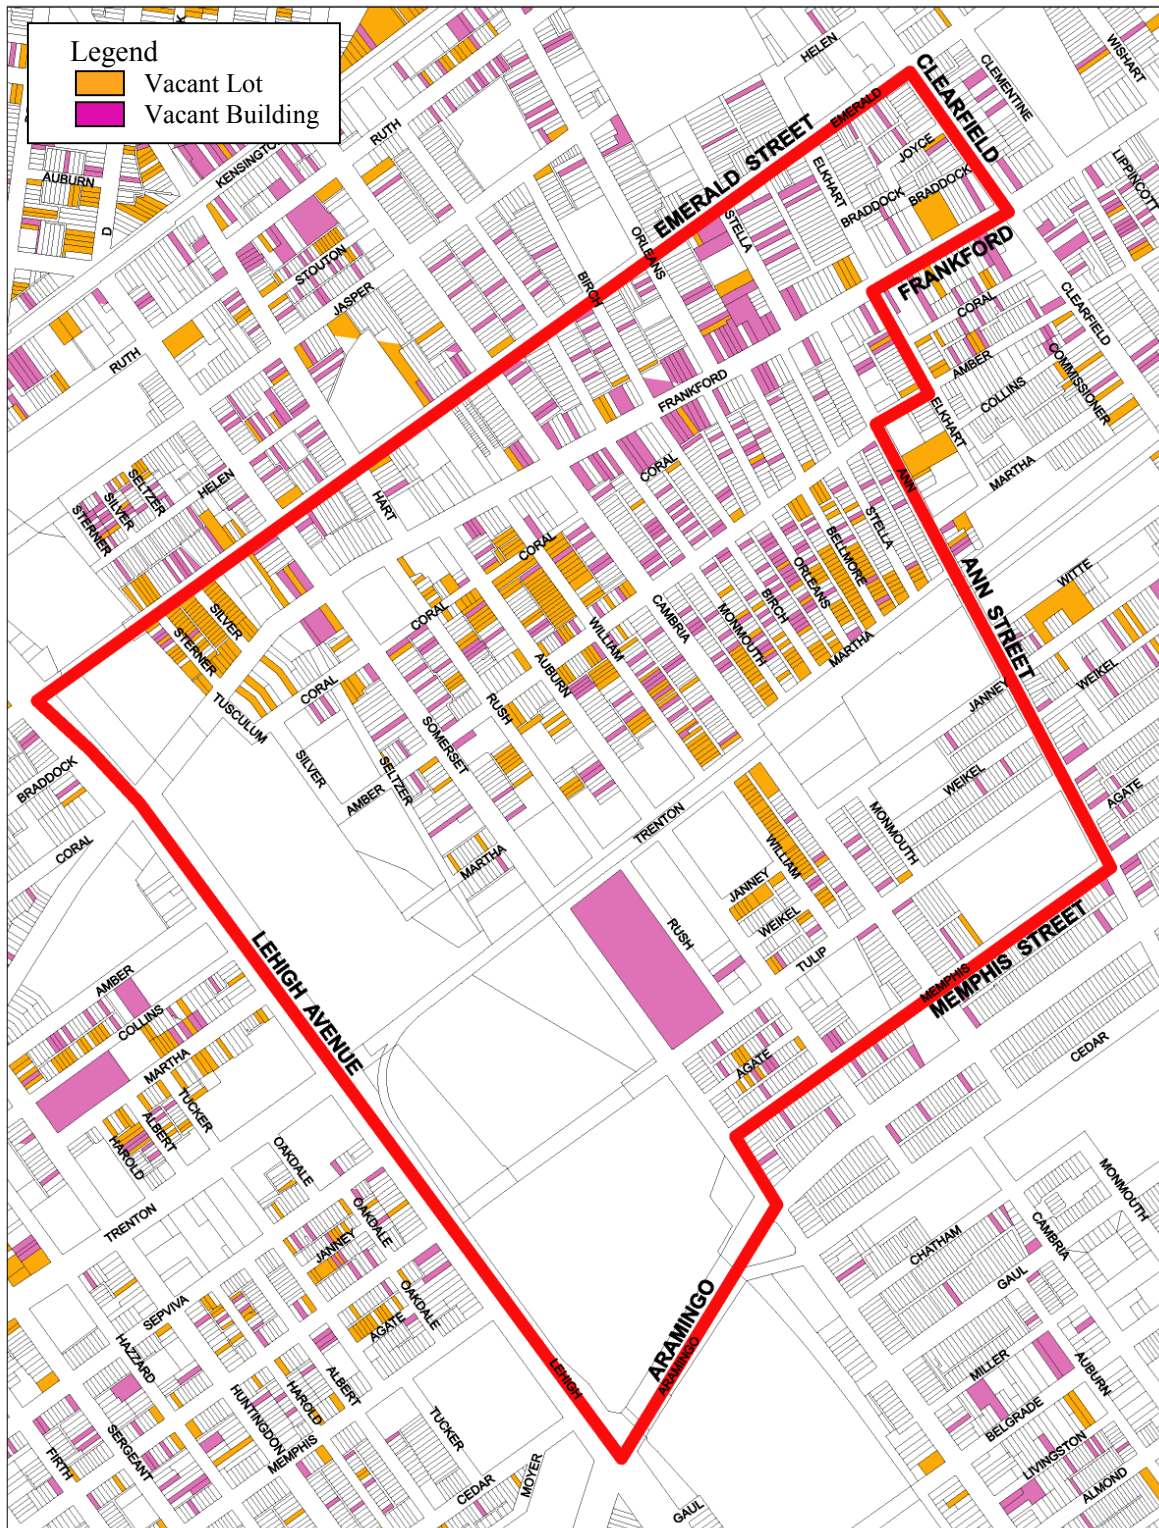 Legend
Vacant Lot
Vacant Building
K
AUBURN
D
KENSINGTON
RUTH
HELEN
WISHART
CLEARFIELD
CLEMENTINE
EMERALD
EMERALD STREET
JOYCE
ELKHART
BRADDOCK
BRADDOCK
LIPPINCOTT
STELLA
ORLEANS
STOUTON
BIRCH
JASPER
FRANKFORD
CORAL
CLEARFIELD
RUTH
AMBER
COLLINS
COMMISSIONER
FRANKFORD
ELKHART
CORAL
MARTHA
ANN
HELEN
SELTZER
SILVER
STERNER
HART
STELLA
BELLMORE
ORLEANS
BIRCH
CORAL
ANN STREET
WITTE
SILVER
STERNER
CORAL
CAMBRIA
MONMOUTH
WILLIAM
MARTHA
AUBURN
WEIKEL
JANNEY
CORAL
RUSH
TUSCULUM
SOMERSET
SILVER
SELTZER
AMBER
BRADDOCK
WEIKEL
AGATE
CORAL
TRENTON
MONMOUTH
MARTHA
WILLIAM
JANNEY
WEIKEL
RUSH
TULIP
LEHIGH AVENUE
MEMPHIS
MEMPHIS STREET
AMBER
COLLINS
CEDAR
MARTHA
AGATE
TUCKER
ALBERT
HAROLD
OAKDALE
MONMOUTH
OAKDALE
TRENTON
JANNEY
CHATHAM
CAMBRIA
GAUL
SEPVIVA
OAKDALE
AGATE
ARAMINGO
ARAMINGO
LEHIGH
HAZZARD
MILLER
AUBURN
ALBERT
HAROLD
HUNTINGDON
BELGRADE
TUCKER
MEMPHIS
SERGEANT
FIRTH
LIVINGSTON
MOYER
CEDAR
ALMOND
GAUL